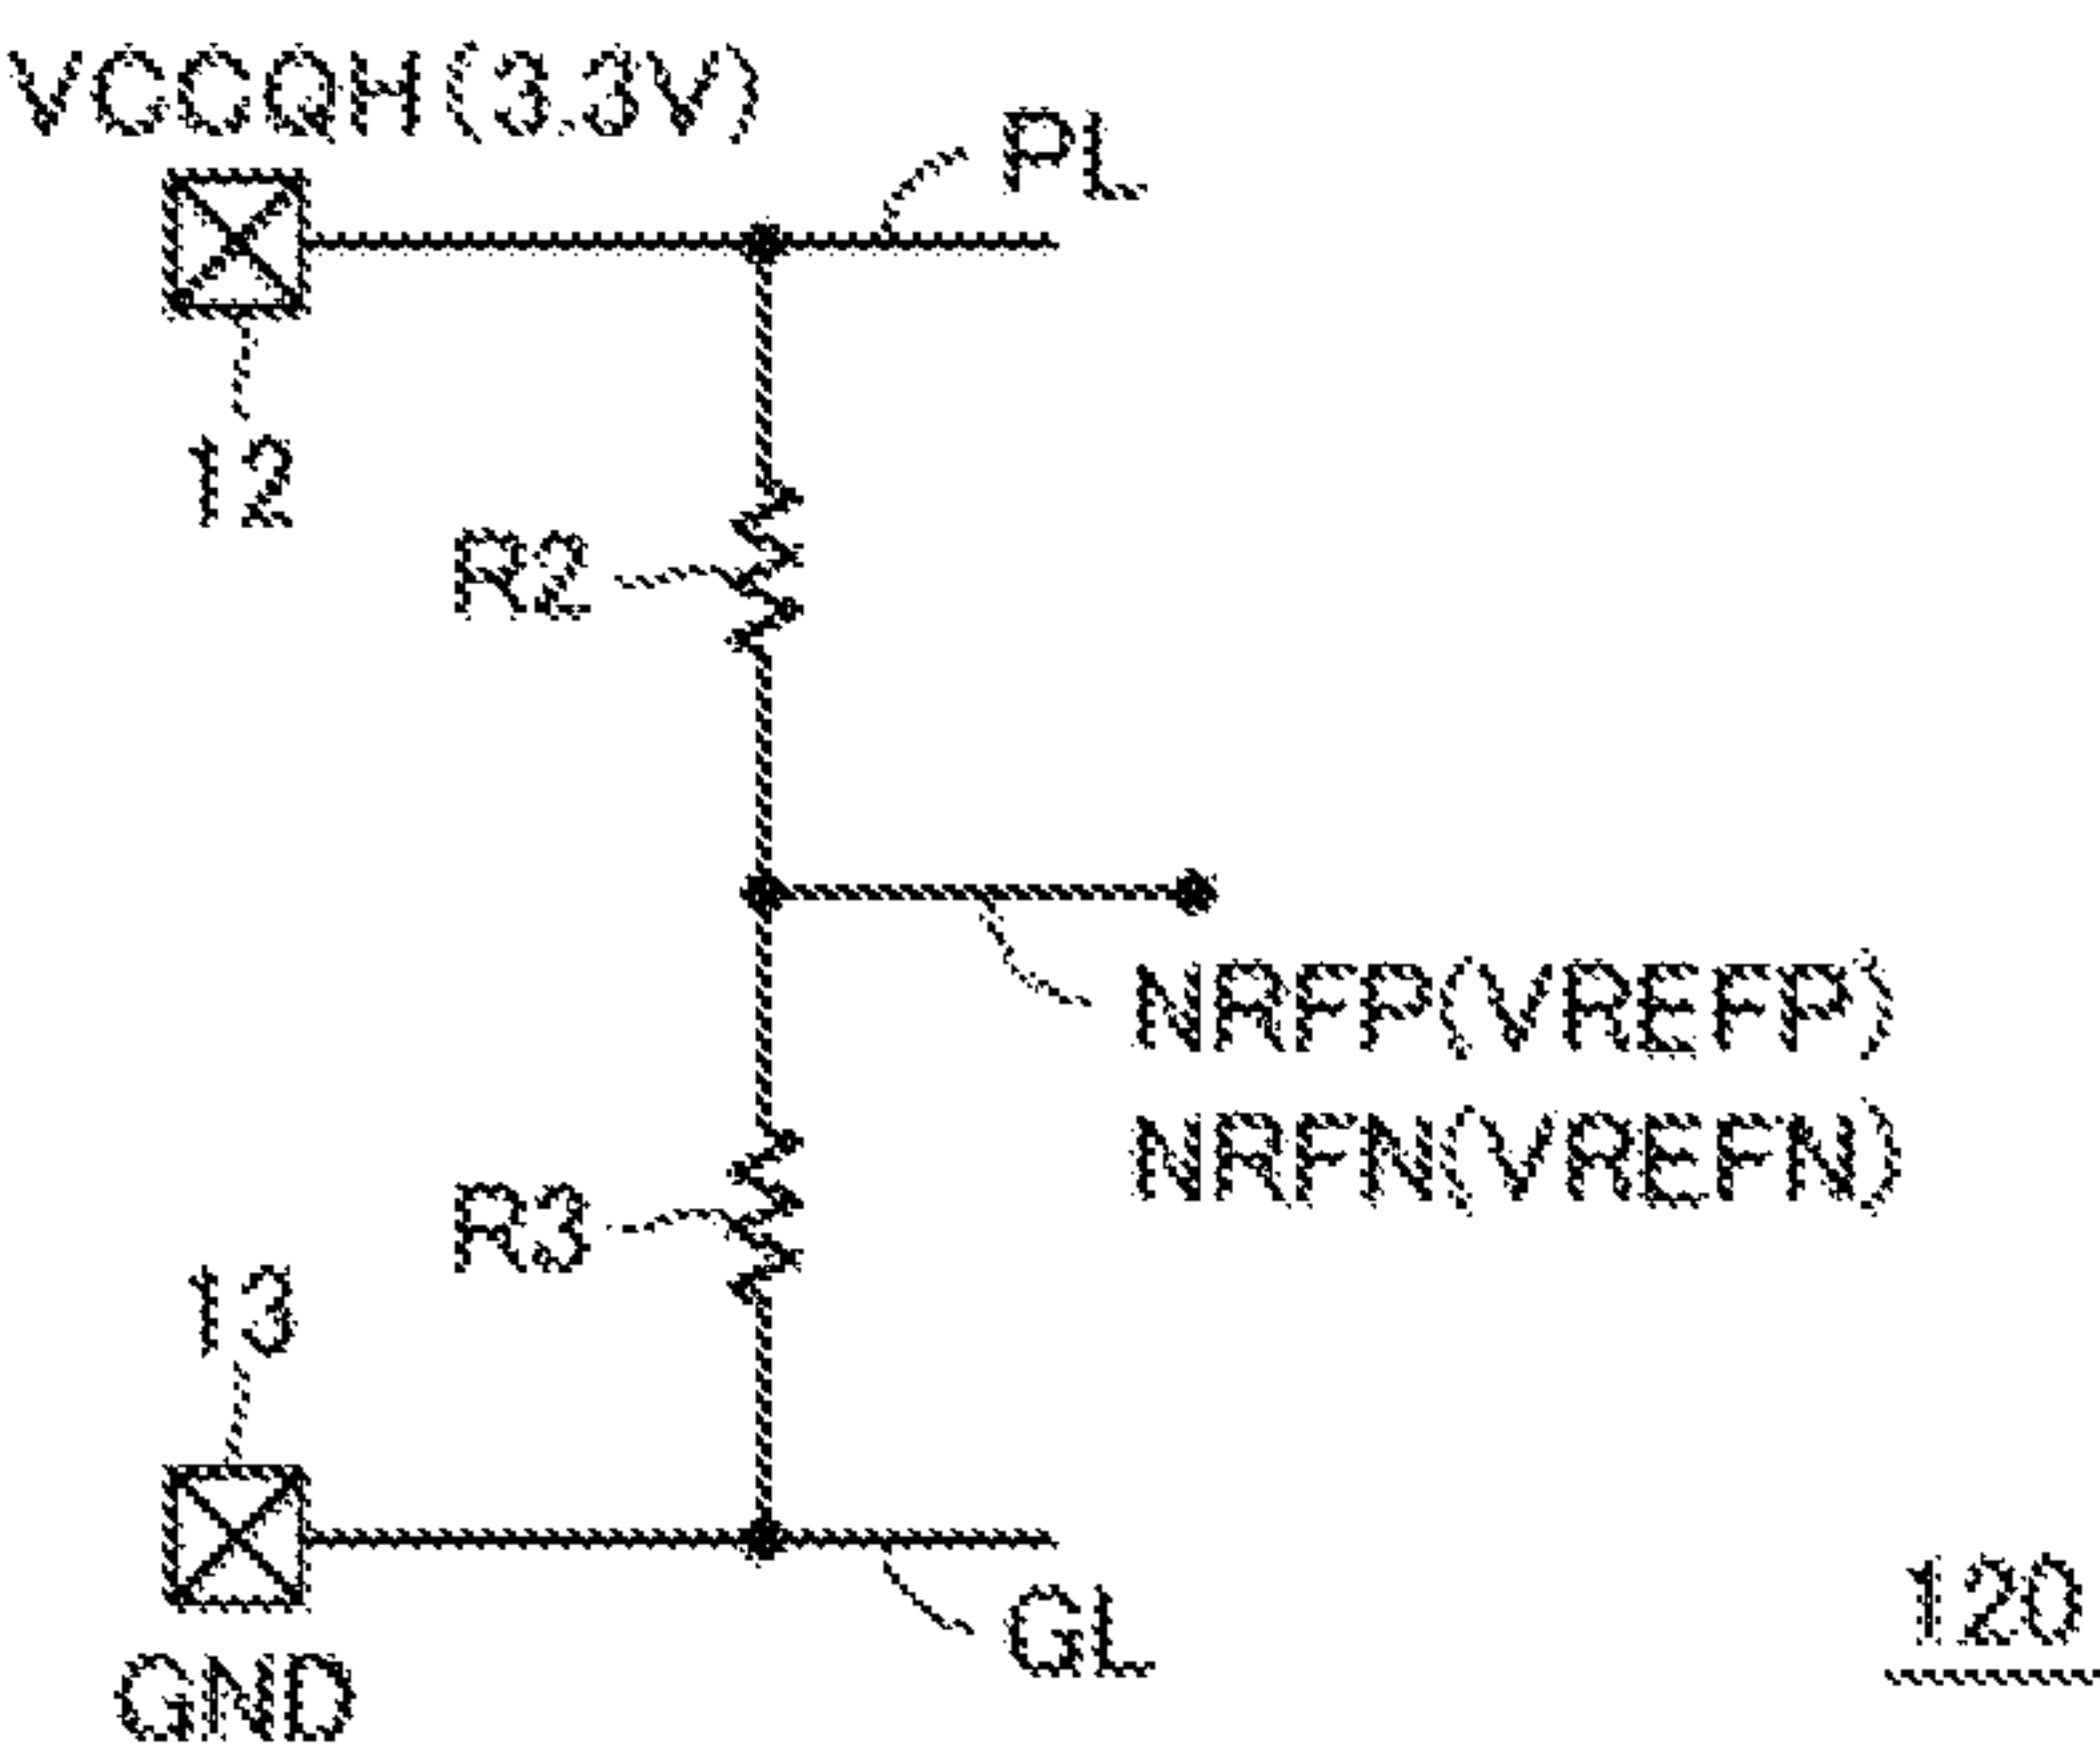 VCCQH(3.3V)
PL
12
R2
NRFP(VREFP)
NRFN(VREFN)
R3
13
GL
120
GND